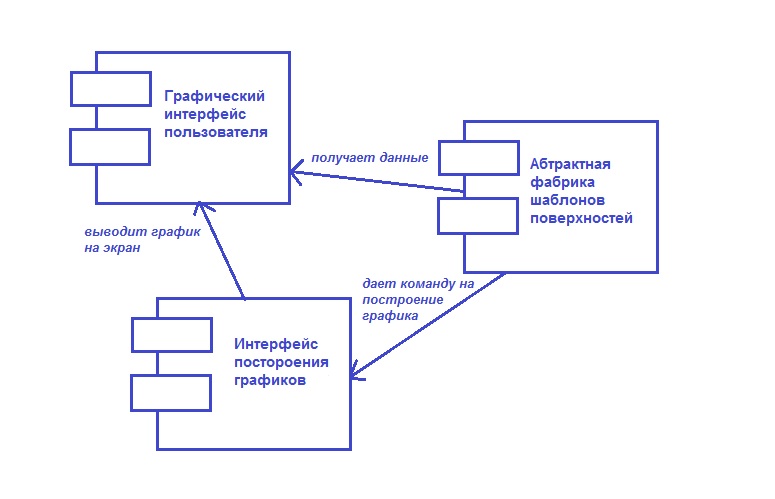 Графический
интерфейс
пользователя
получает данные
Абтрактная
фабрика
шаблонов
поверхностей
выводит график
на экран
дает команду на
построение
графика
Интерфейс
постороения
графиков